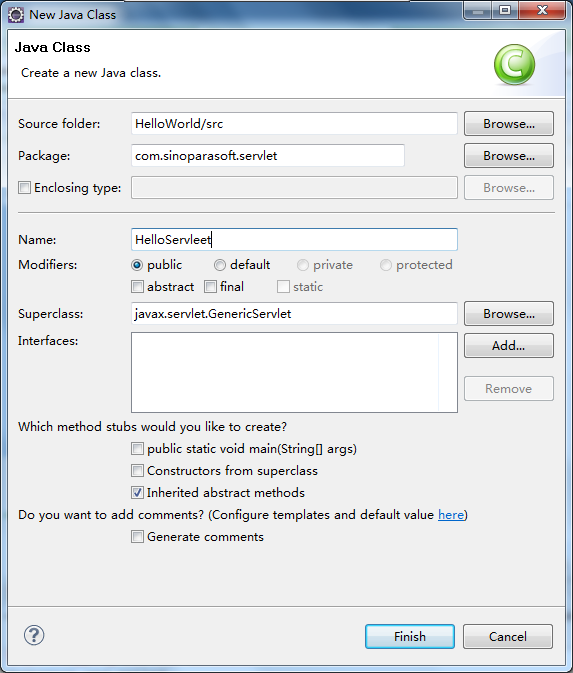 New Java Class
Java Class
Create a new Java class.
C
Source folder: HelloWorld/src Browse...
Package: com.sinoparasoft.servlet Browse...
Enclosing type: Browse...
Name: HelloServleet
Modifiers: public default private protected
abstract final static
Superclass: javax.servlet.GenericServlet Browse...
Interfaces: Add...
Remove
Which method stubs would you like to create?
public static void main(String[] args)
Constructors from superclass
Inherited abstract methods
Do you want to add comments? (Configure templates and default value here)
Generate comments
? Finish Cancel